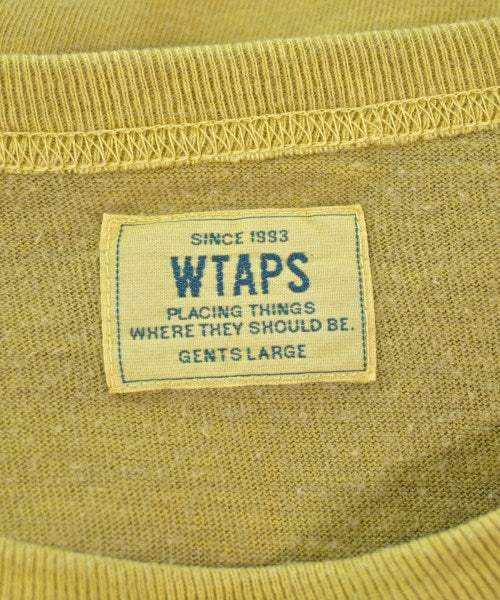 SINCE 1993
WTAPS
PLACING THINGS
WHERE THEY SHOULD BE.
GENTS LARGE